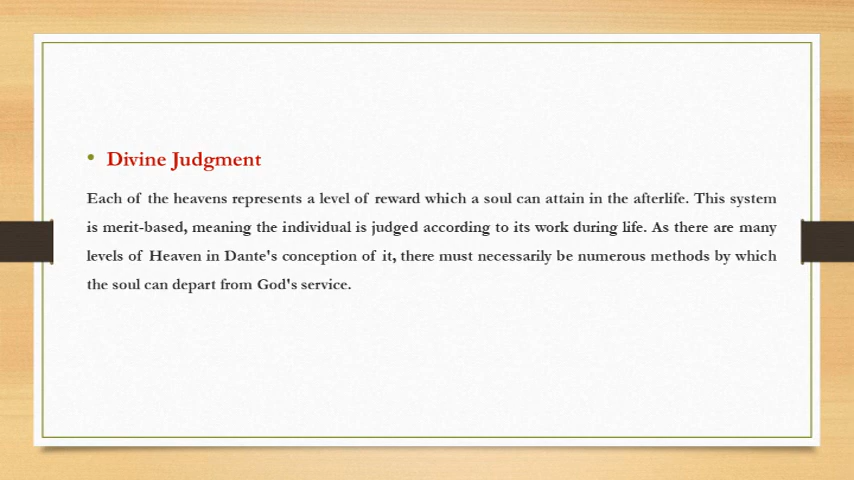 • Divine Judgment
Each of the heavens represents a level of reward which a soul can attain in the afterlife. This system
is merit-based, meaning the individual is judged according to its work during life. As there are many
levels of Heaven in Dante's conception of it, there must necessarily be numerous methods by which
the soul can depart from God's service.